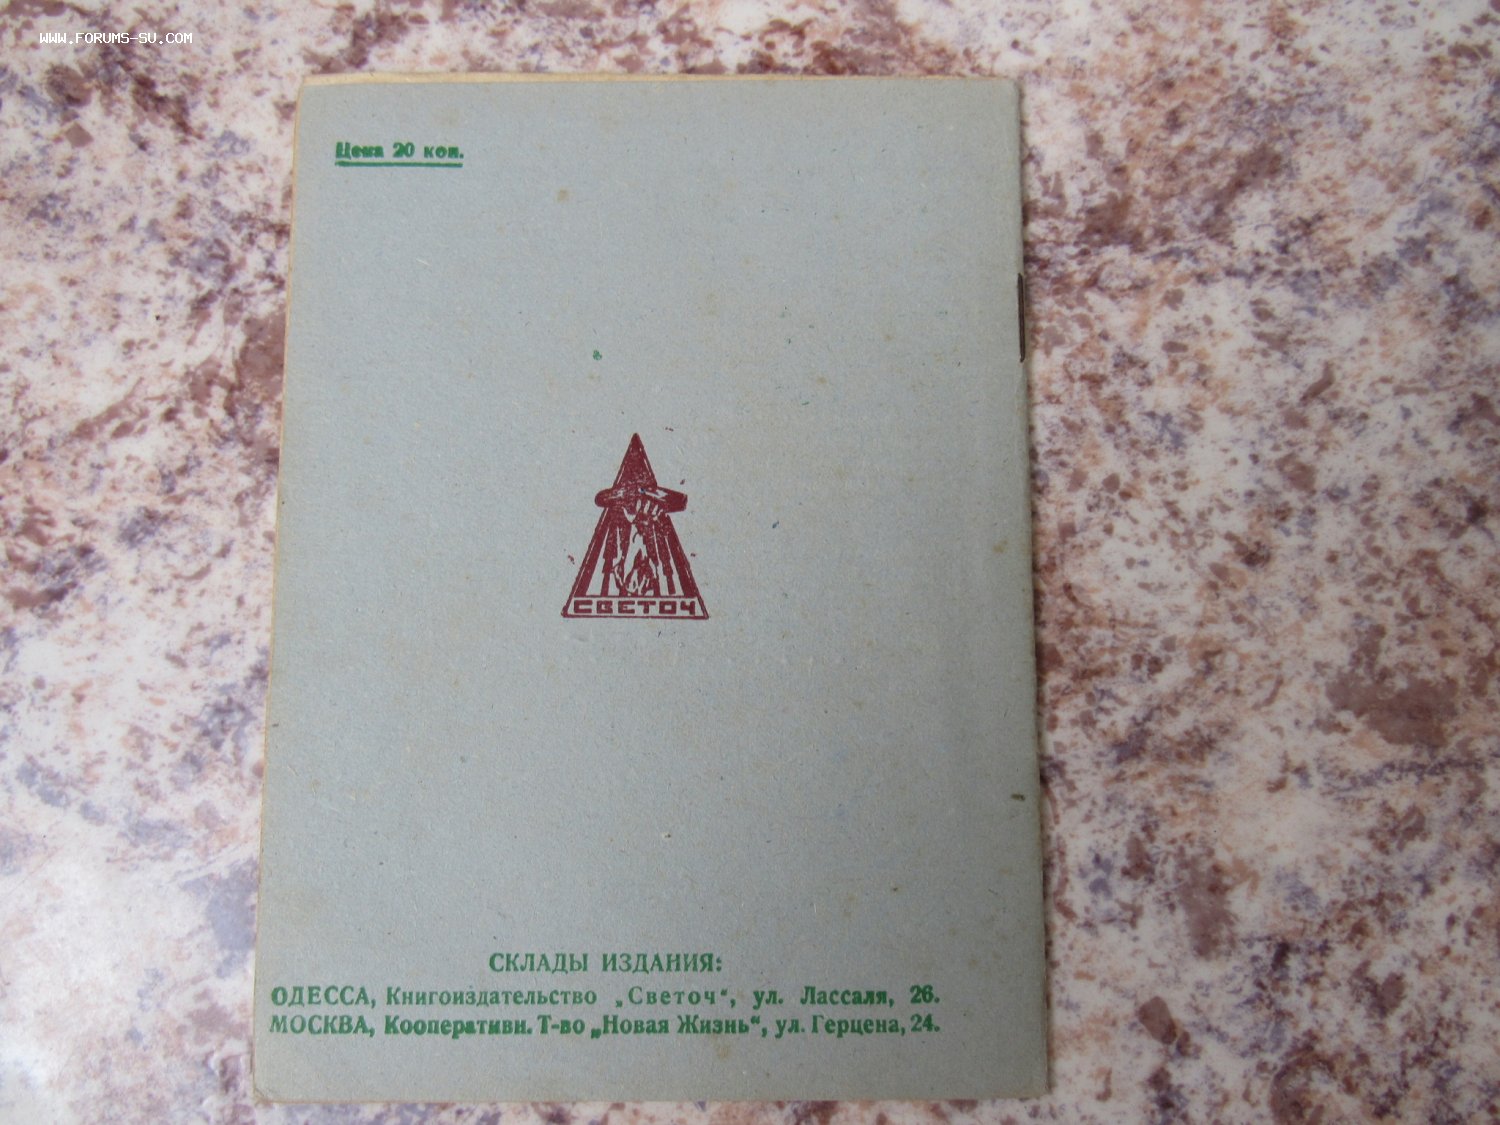 WWW.FORUMS-SU.COM
Цена 20 коп.
СВЕТОЧ
СКЛАДЫ ИЗДАНИЯ:
ОДЕССА, Книгоиздательство „Светоч“, ул. Лассаля, 26.
МОСКВА, Кооперативн. Т-во „Новая Жизнь“, ул. Герцена, 24.